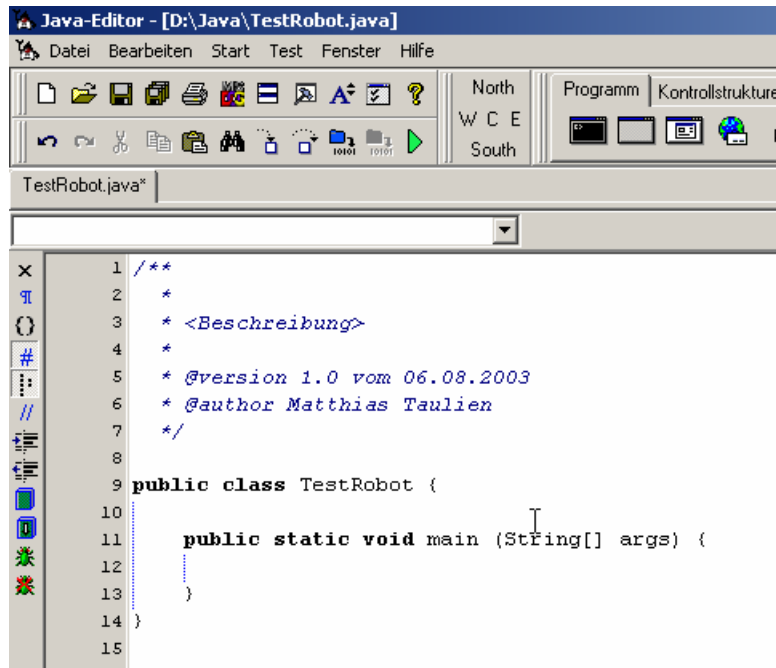 Java-Editor - [D:\Java\TestRobot.java]
Datei Bearbeiten Start Test Fenster Hilfe
North
W C E
South
Programm Kontrollstrukture
TestRobot.java*
1 /**
2 *
3 * <Beschreibung>
4 *
5 * @version 1.0 vom 06.08.2003
6 * @author Matthias Taulien
7 */
8
9 public class TestRobot {
10
11 public static void main (String[] args) {
12
13 }
14 }
15